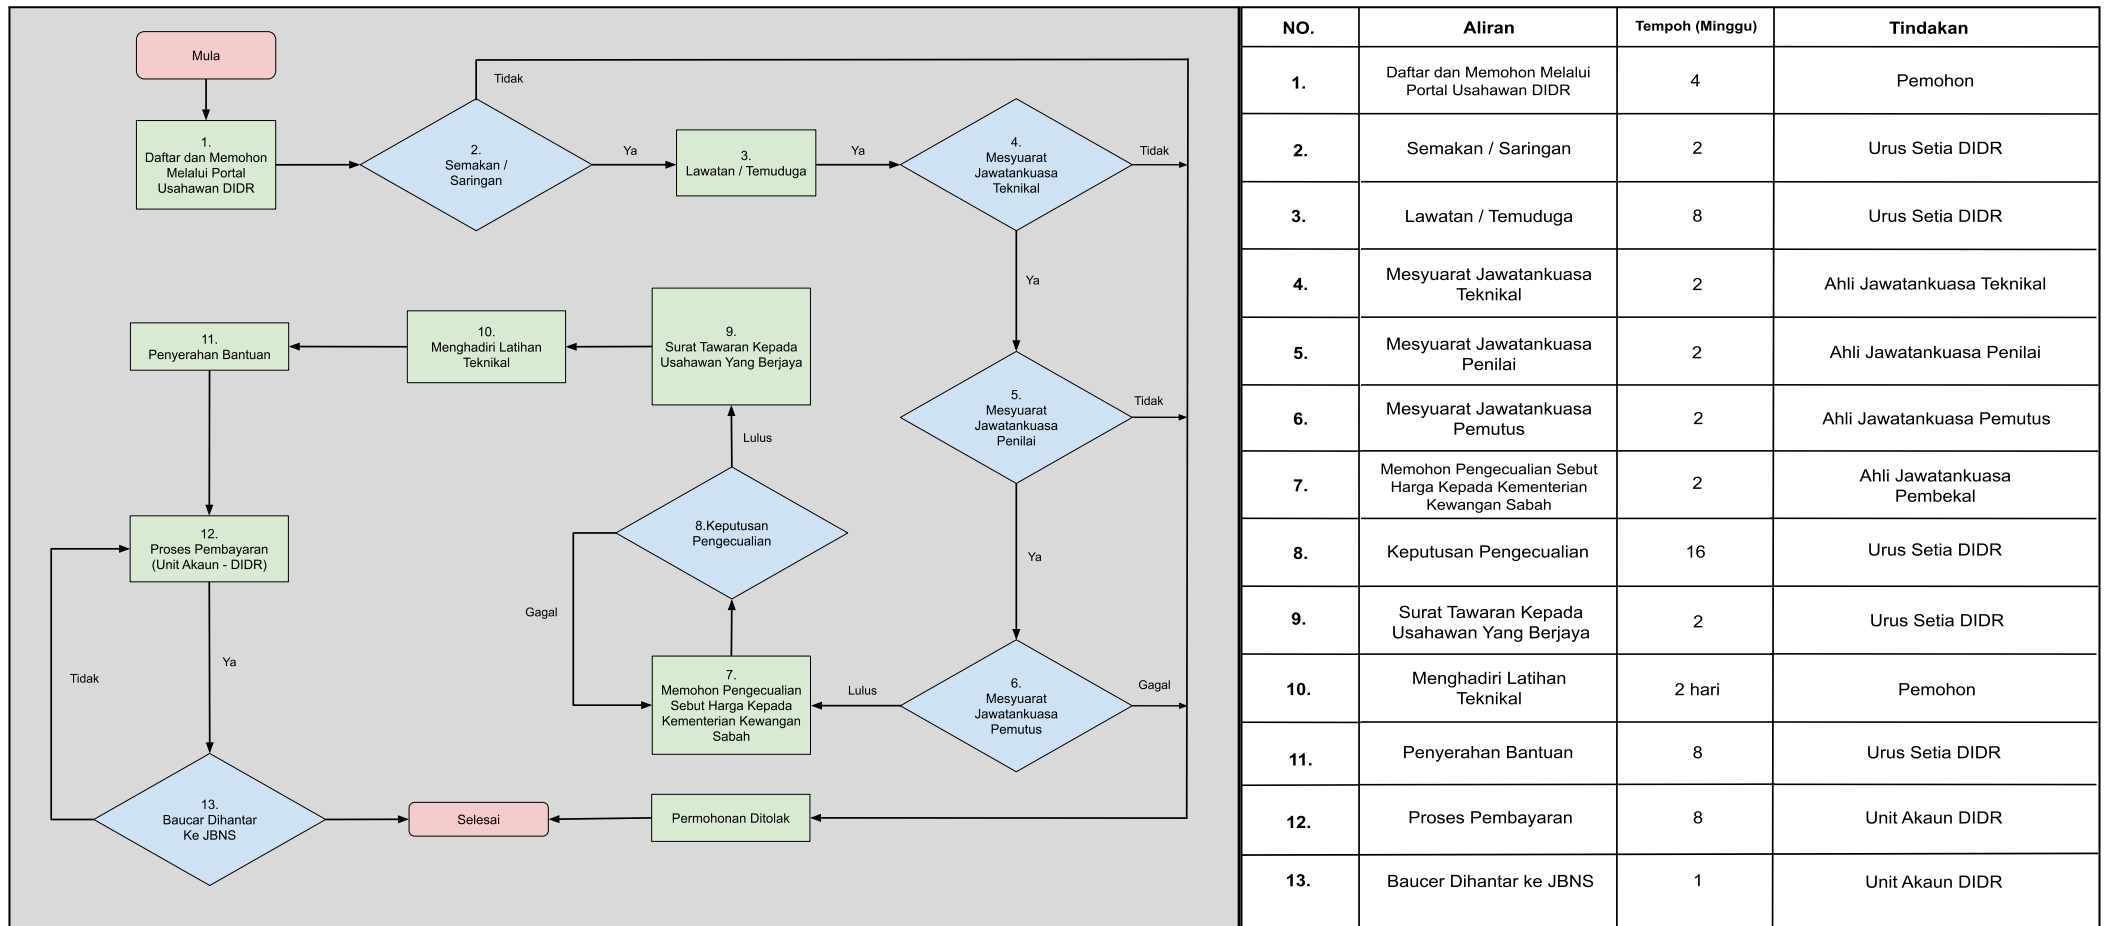 Mula
1.
Daftar dan Memohon
Melalui Portal
Usahawan DIDR
2.
Semakan /
Saringan
Tidak
Ya
3.
Lawatan / Temuduga
Ya
4.
Mesyuarat
Jawatankuasa
Teknikal
Tidak
Ya
5.
Mesyuarat
Jawatankuasa
Penilai
Tidak
Ya
6.
Mesyuarat
Jawatankuasa
Pemutus
Gagal
Lulus
7.
Memohon Pengecualian
Sebut Harga Kepada
Kementerian Kewangan
Sabah
8.Keputusan
Pengecualian
Gagal
Lulus
9.
Surat Tawaran Kepada
Usahawan Yang Berjaya
10.
Menghadiri Latihan
Teknikal
11.
Penyerahan Bantuan
12.
Proses Pembayaran
(Unit Akaun - DIDR)
Ya
Tidak
13.
Baucar Dihantar
Ke JBNS
Selesai
Permohonan Ditolak
NO. Aliran Tempoh (Minggu) Tindakan
1. Daftar dan Memohon Melalui
Portal Usahawan DIDR 4 Pemohon
2. Semakan / Saringan 2 Urus Setia DIDR
3. Lawatan / Temuduga 8 Urus Setia DIDR
4. Mesyuarat Jawatankuasa
Teknikal 2 Ahli Jawatankuasa Teknikal
5. Mesyuarat Jawatankuasa
Penilai 2 Ahli Jawatankuasa Penilai
6. Mesyuarat Jawatankuasa
Pemutus 2 Ahli Jawatankuasa Pemutus
7. Memohon Pengecualian Sebut
Harga Kepada Kementerian
Kewangan Sabah 2 Ahli Jawatankuasa
Pembekal
8. Keputusan Pengecualian 16 Urus Setia DIDR
9. Surat Tawaran Kepada
Usahawan Yang Berjaya 2 Urus Setia DIDR
10. Menghadiri Latihan
Teknikal 2 hari Pemohon
11. Penyerahan Bantuan 8 Urus Setia DIDR
12. Proses Pembayaran 8 Unit Akaun DIDR
13. Baucer Dihantar ke JBNS 1 Unit Akaun DIDR